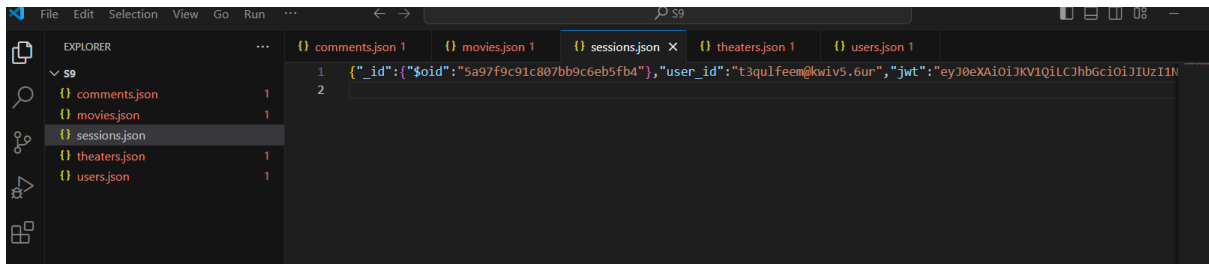 File Edit Selection View Go Run ··· ← → S9
EXPLORER ···
S9
{} comments.json 1
{} movies.json 1
{} sessions.json
{} theaters.json 1
{} users.json 1
{} comments.json 1 {} movies.json 1 {} sessions.json × {} theaters.json 1 {} users.json 1
1 {"_id":{"$oid":"5a97f9c91c807bb9c6eb5fb4"},"user_id":"t3qulfeem@kwiv5.6ur","jwt":"eyJ0eXAiOiJKV1QiLCJhbGciOiJIUzI1N
2